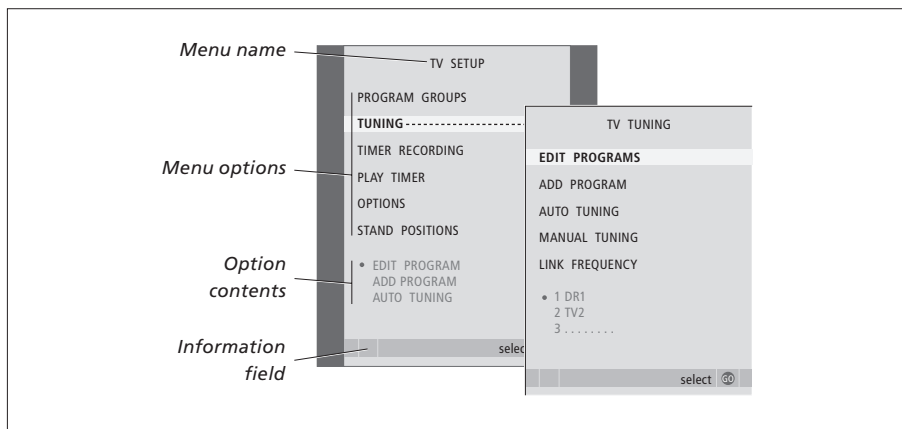 Menu name
TV SETUP
PROGRAM GROUPS
TUNING
TIMER RECORDING
Menu options
PLAY TIMER
OPTIONS
STAND POSITIONS
Option
contents
• EDIT PROGRAM
ADD PROGRAM
AUTO TUNING
Information
field
selec
TV TUNING
EDIT PROGRAMS
ADD PROGRAM
AUTO TUNING
MANUAL TUNING
LINK FREQUENCY
• 1 DR1
2 TV2
3 . . . . . . . .
select GO